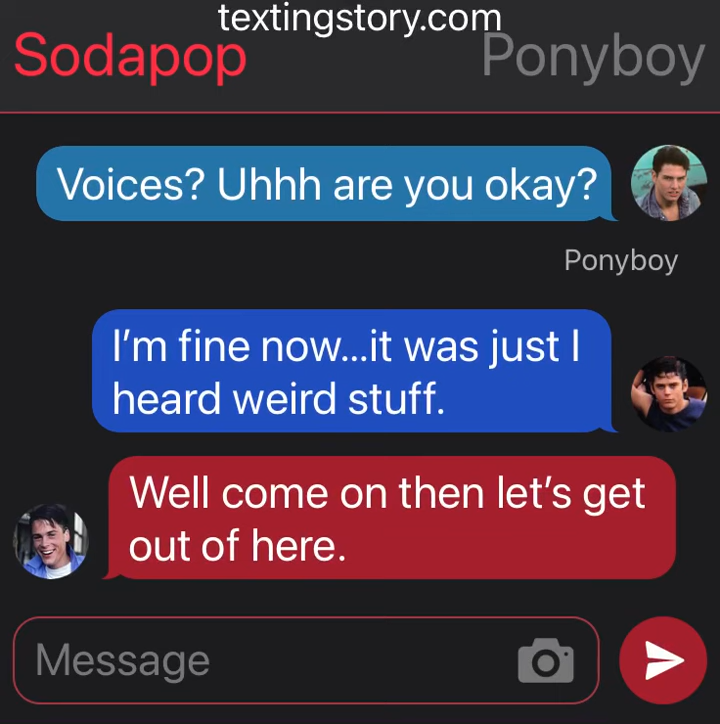 textingstory.com
Sodapop
Ponyboy
Voices? Uhhh are you okay?
Ponyboy
I'm fine now...it was just I
heard weird stuff.
Well come on then let's get
out of here.
Message